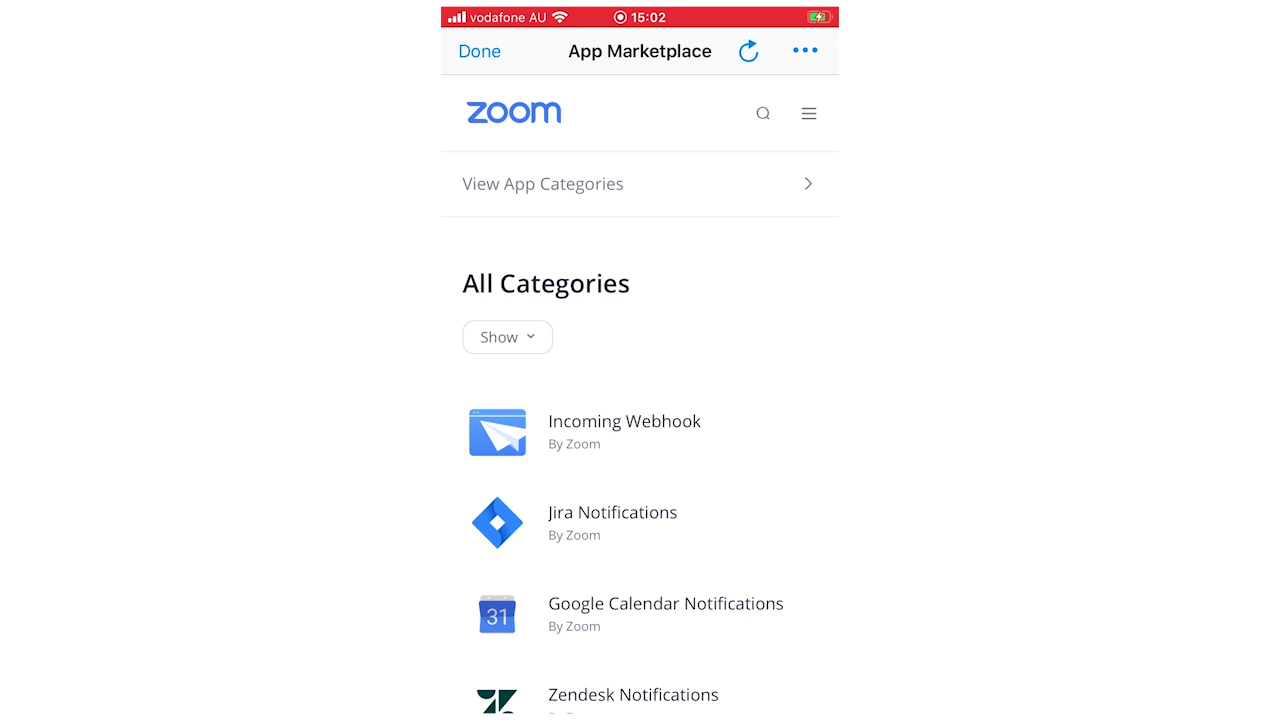 vodafone AU 15:02
Done App Marketplace
zoom
View App Categories
All Categories
Show
Incoming Webhook
By Zoom
Jira Notifications
By Zoom
31
Google Calendar Notifications
By Zoom
Zendesk Notifications